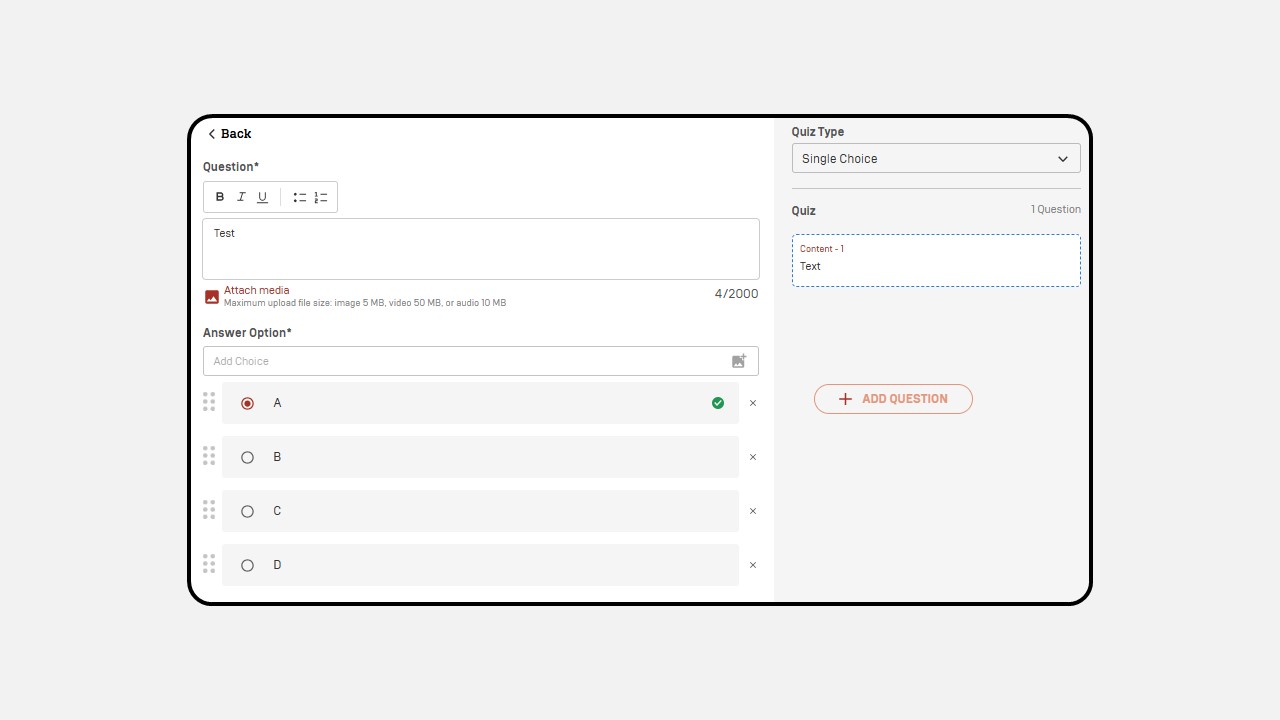 Back
Question*
B I U
Test
Attach media
Maximum upload file size: image 5 MB, video 50 MB, or audio 10 MB
4/2000
Answer Option*
Add Choice
A
B
C
D
Quiz Type
Single Choice
Quiz
1 Question
Content - 1
Text
ADD QUESTION